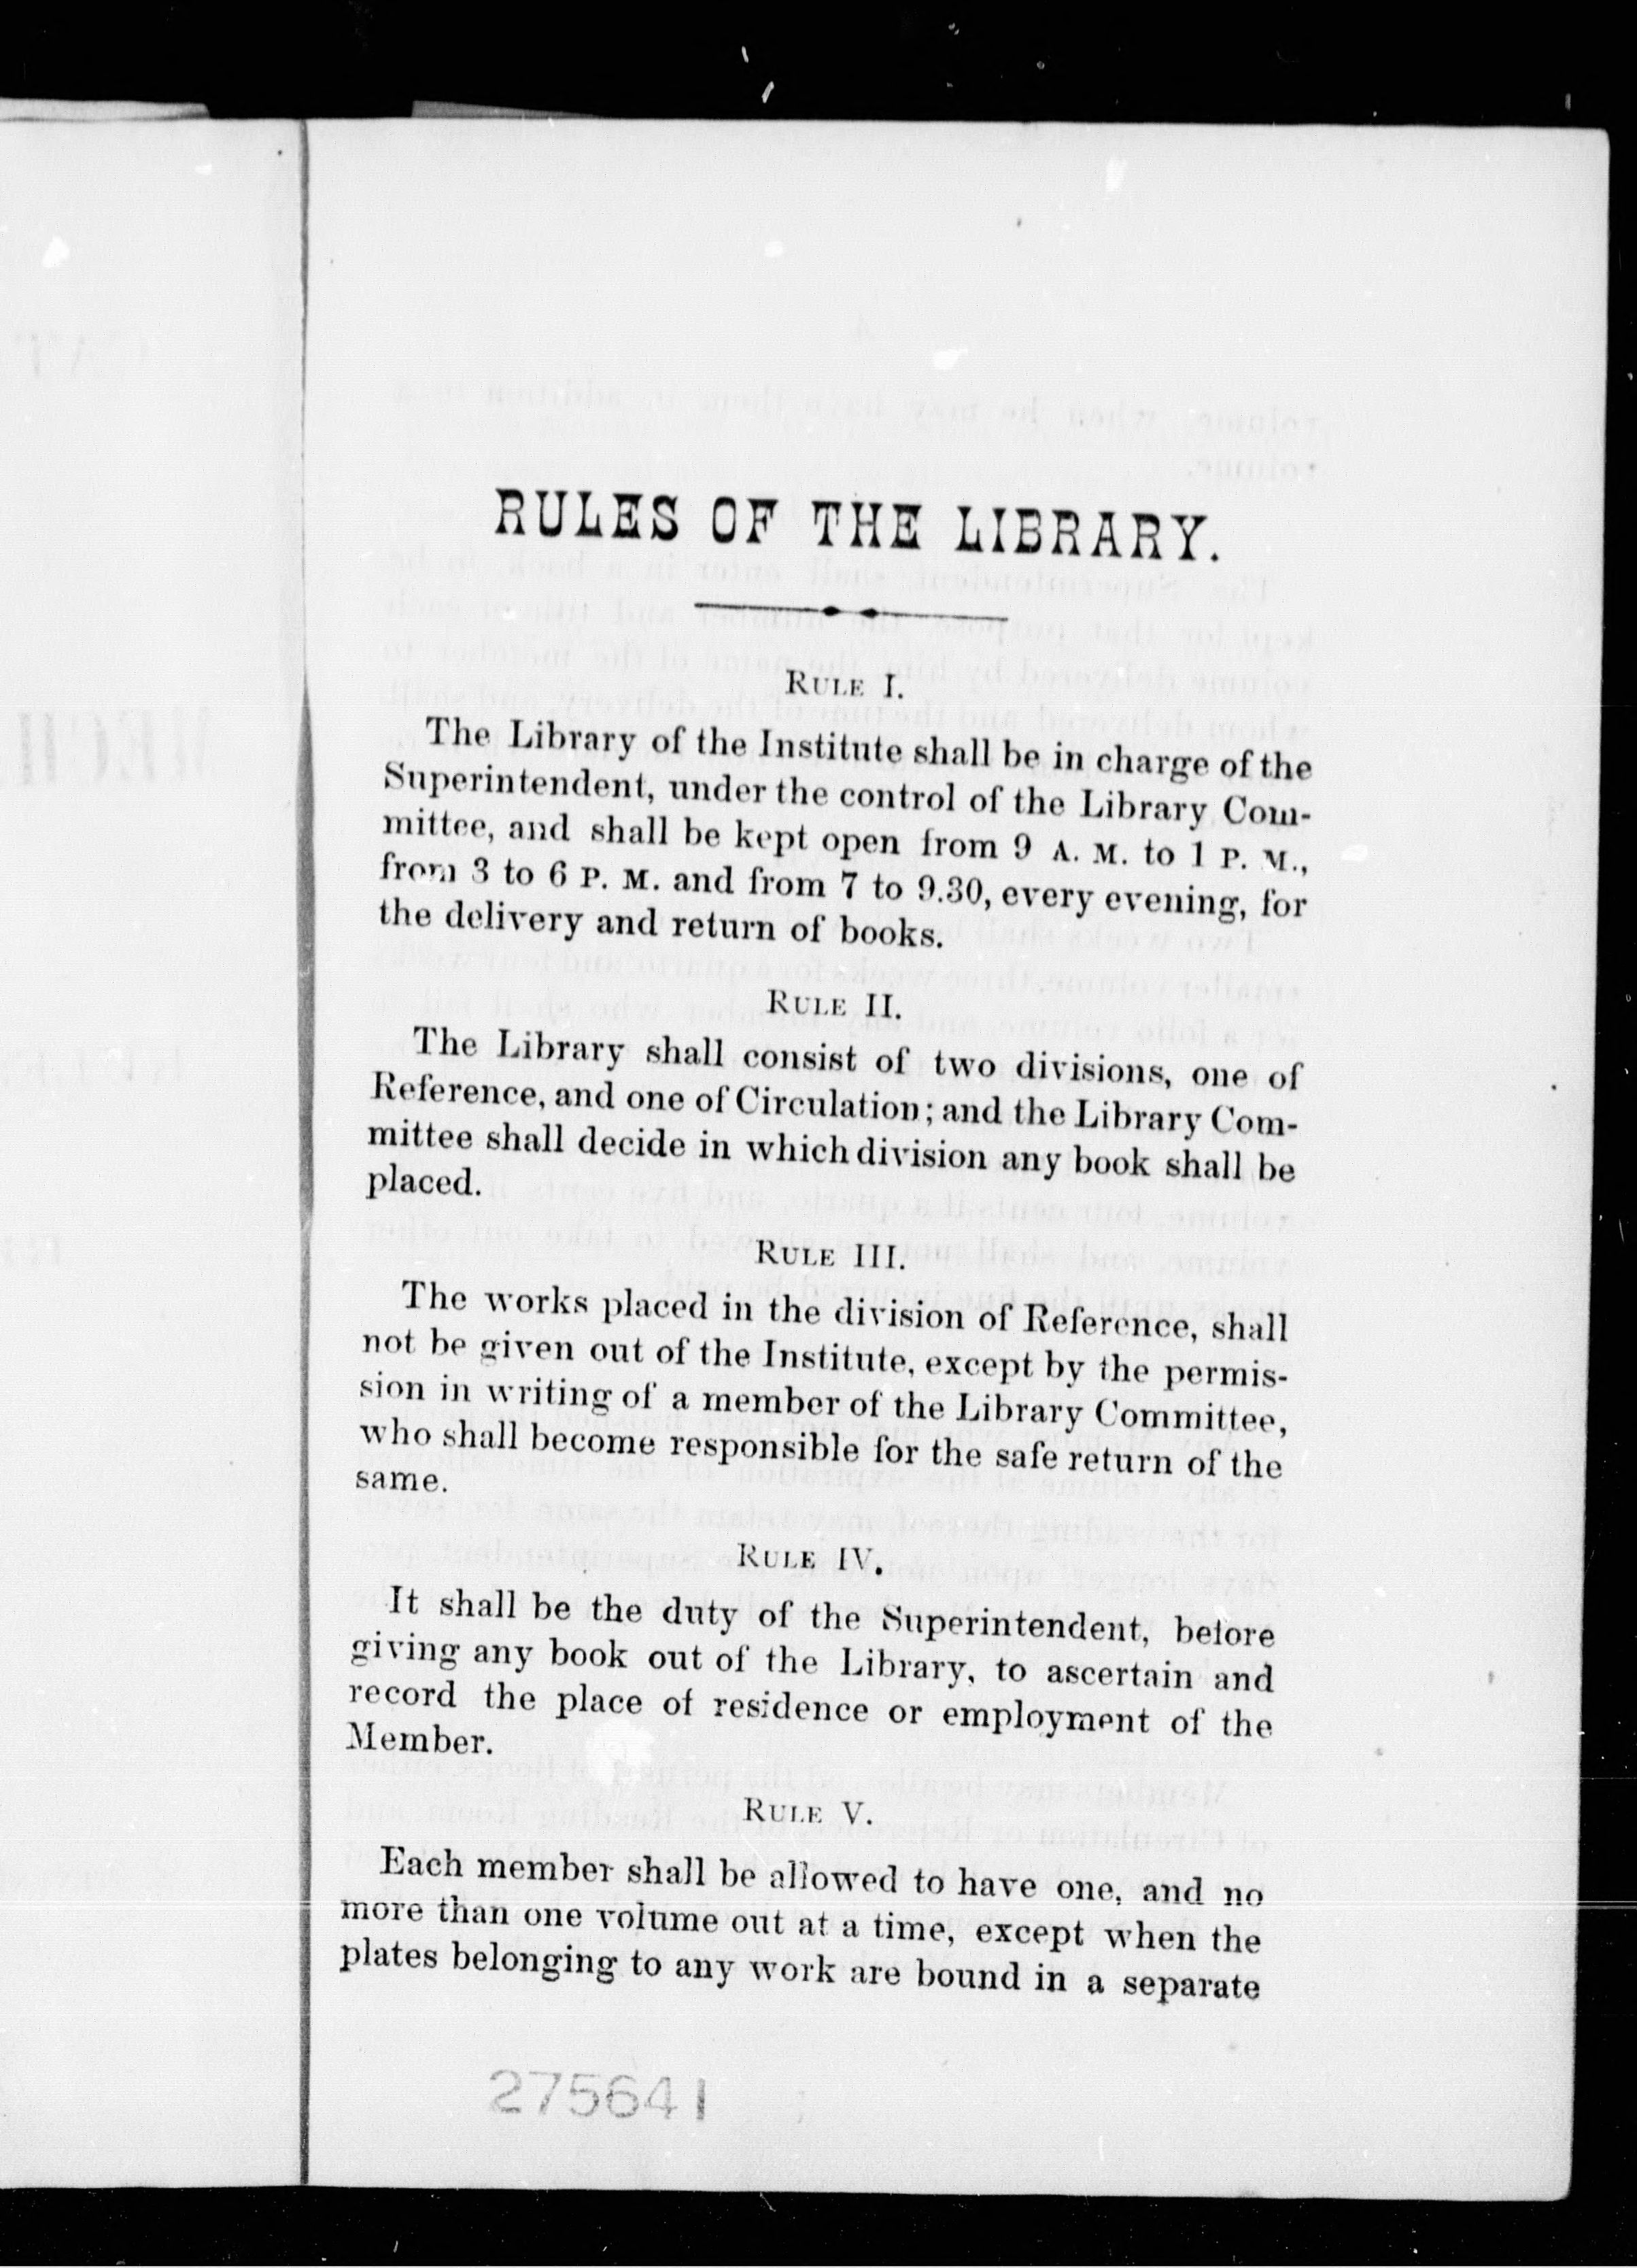 RULES OF THE LIBRARY.
RULE I.
The Library of the Institute shall be in charge of the
Superintendent, under the control of the Library Com-
mittee, and shall be kept open from 9 A. M. to 1 P. M.,
from 3 to 6 P. M. and from 7 to 9.30, every evening, for
the delivery and return of books.
RULE II.
The Library shall consist of two divisions, one of
Reference, and one of Circulation; and the Library Com-
mittee shall decide in which division any book shall be
placed.
RULE III.
The works placed in the division of Reference, shall
not be given out of the Institute, except by the permis-
sion in writing of a member of the Library Committee,
who shall become responsible for the safe return of the
same.
RULE IV.
It shall be the duty of the Superintendent, before
giving any book out of the Library, to ascertain and
record the place of residence or employment of the
Member.
RULE V.
Each member shall be allowed to have one, and no
more than one volume out at a time, except when the
plates belonging to any work are bound in a separate
275641